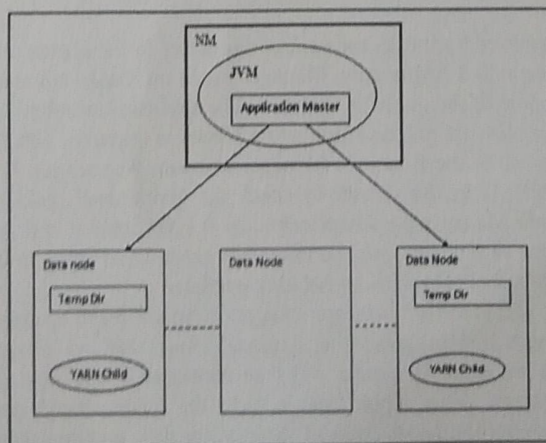 NM
JVM
Application Master
Data node
Temp Dir
YARN Child
Data Node
Data Node
Temp Dir
YARN Child